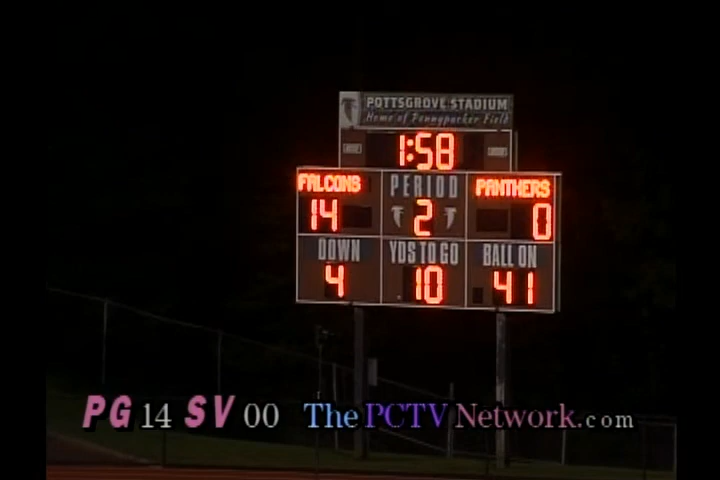 POTTSGROVE STADIUM
Home of Pennypacker Field
1:58
FALCONS PERIOD PANTHERS
14 2 0
DOWN YDS TO GO BALL ON
4 10 41
PG 14 SV 00 The PCTV Network.com